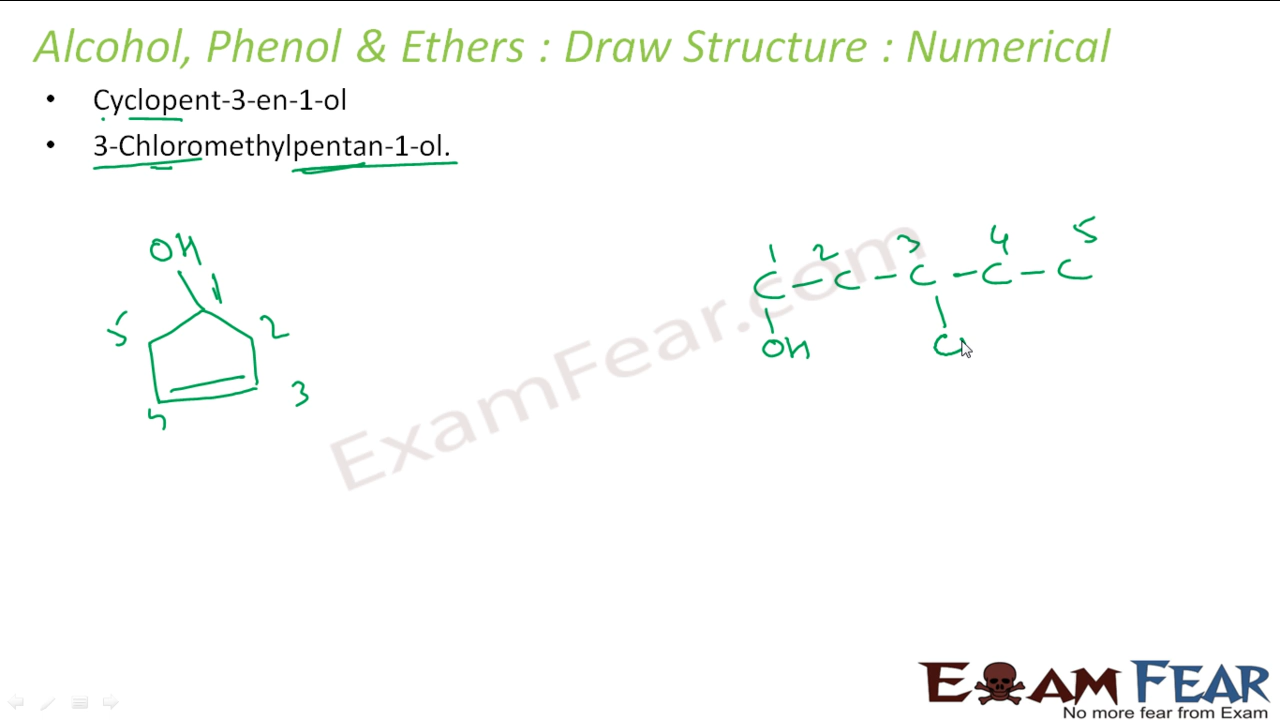 Alcohol, Phenol & Ethers : Draw Structure : Numerical
• Cyclopent-3-en-1-ol
• 3-Chloromethylpentan-1-ol.
OH
1
5
2
3
4
1 2 3 4 5
C – C – C – C – C
OH C
ExamFear.com
EXAM FEAR
No more fear from Exam